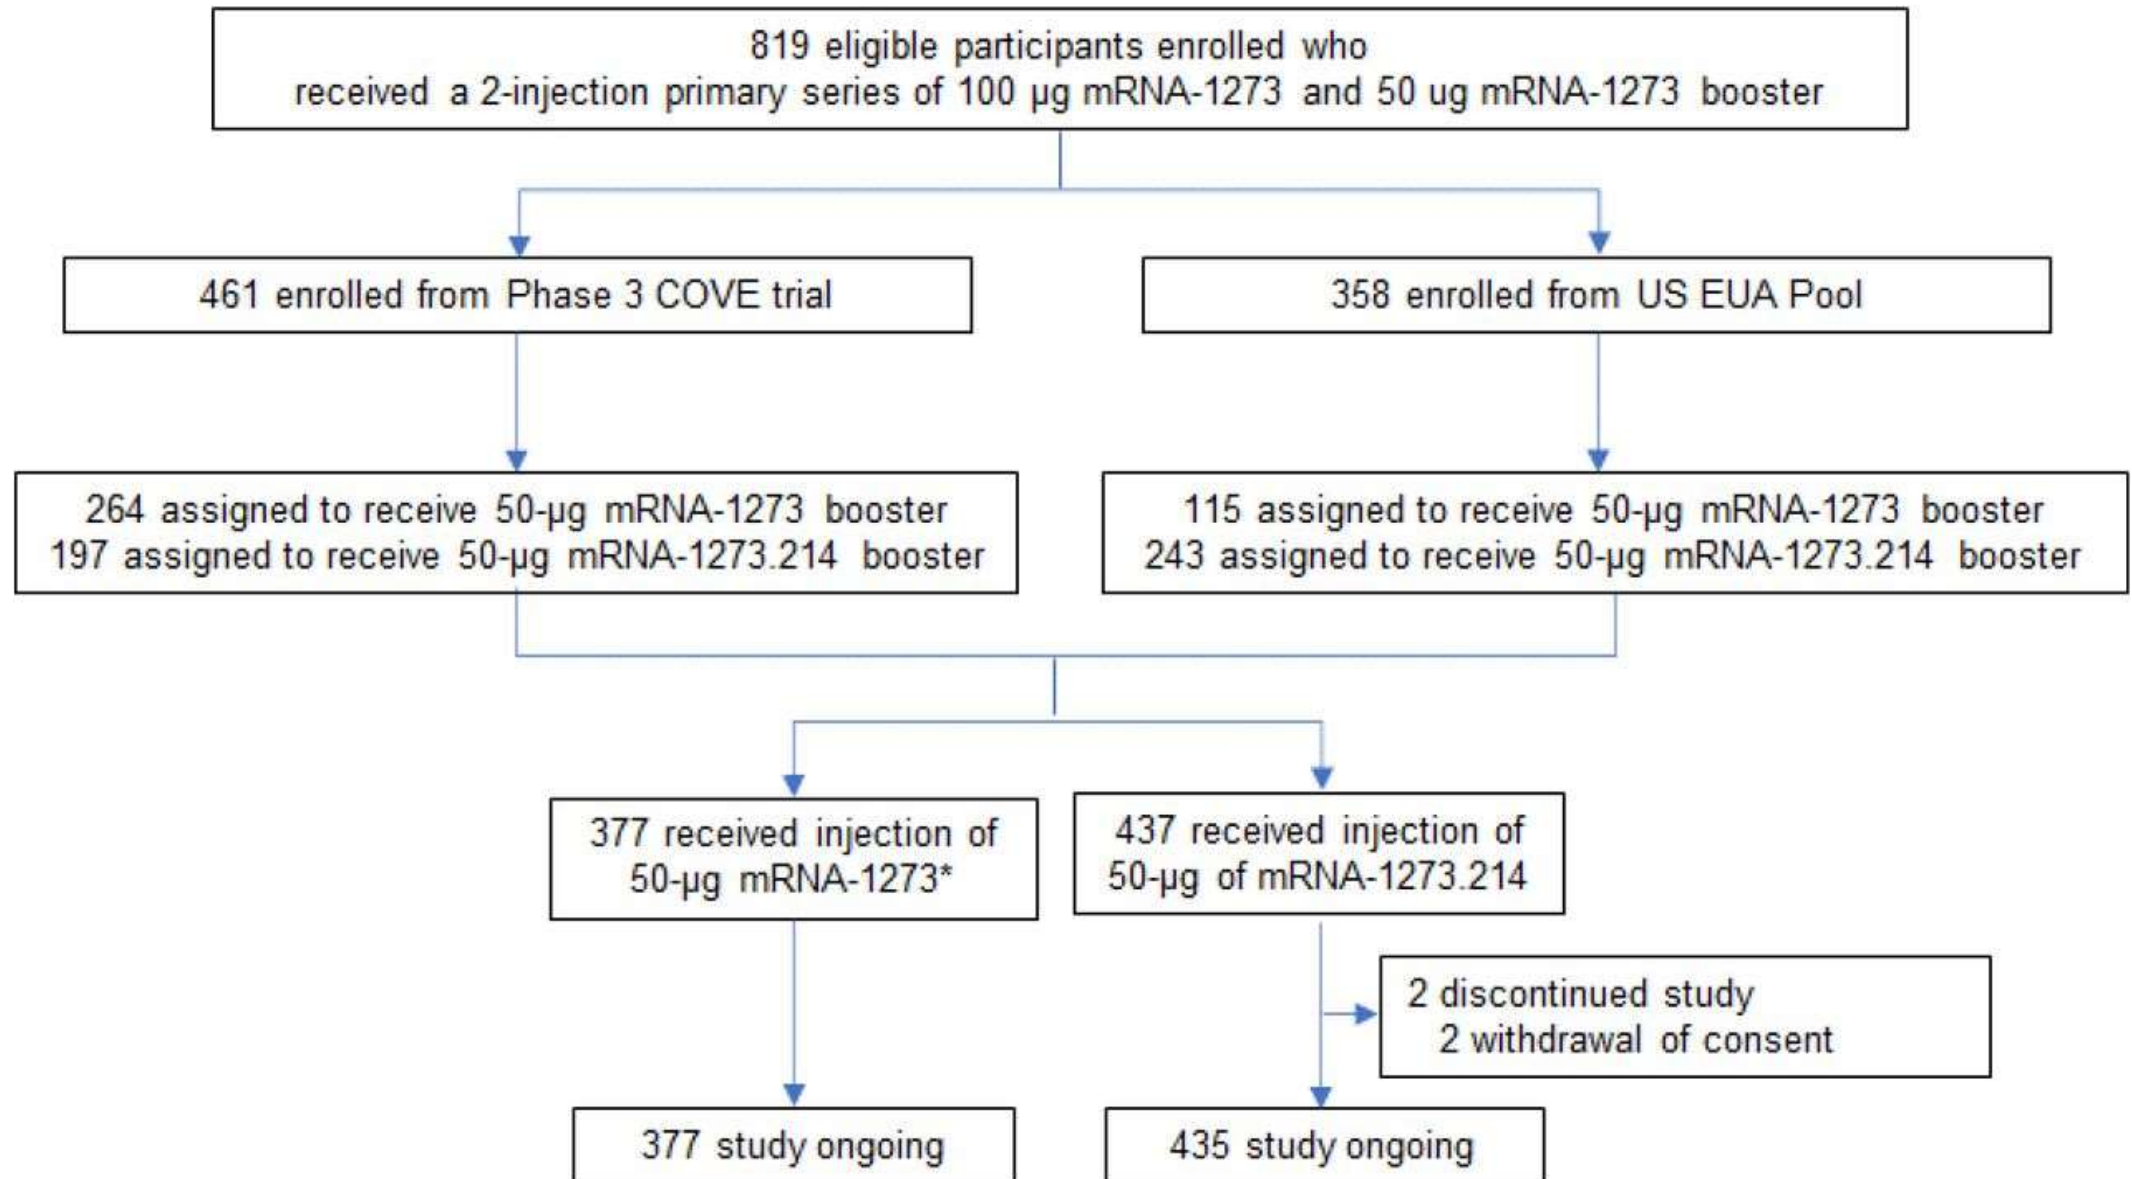 819 eligible participants enrolled who
received a 2-injection primary series of 100 µg mRNA-1273 and 50 ug mRNA-1273 booster
461 enrolled from Phase 3 COVE trial
358 enrolled from US EUA Pool
264 assigned to receive 50-µg mRNA-1273 booster
197 assigned to receive 50-µg mRNA-1273.214 booster
115 assigned to receive 50-µg mRNA-1273 booster
243 assigned to receive 50-µg mRNA-1273.214 booster
377 received injection of
50-µg mRNA-1273*
437 received injection of
50-µg of mRNA-1273.214
2 discontinued study
2 withdrawal of consent
377 study ongoing
435 study ongoing